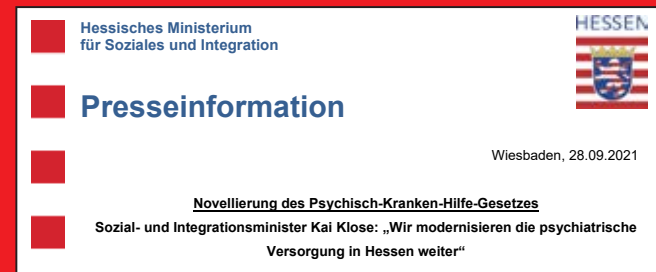 Hessisches Ministerium
für Soziales und Integration
HESSEN
Presseinformation
Wiesbaden, 28.09.2021
Novellierung des Psychisch-Kranken-Hilfe-Gesetzes
Sozial- und Integrationsminister Kai Klose: „Wir modernisieren die psychiatrische
Versorgung in Hessen weiter“